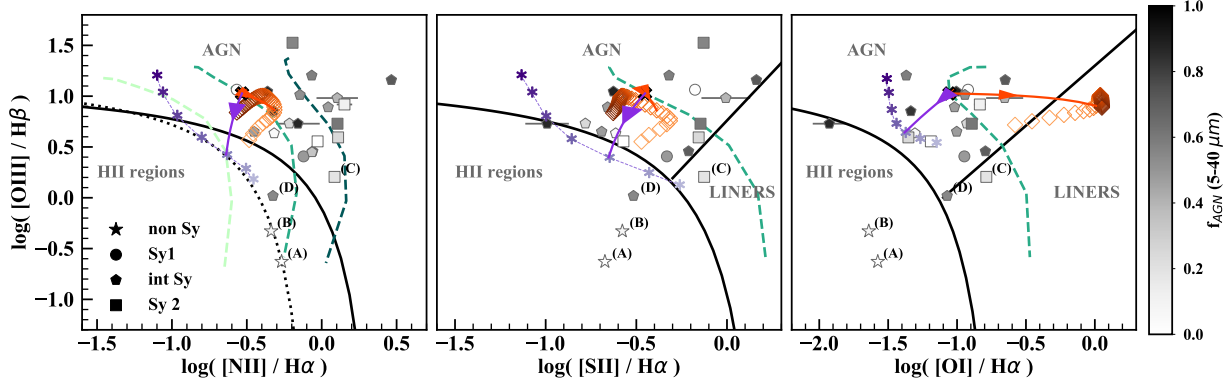 log( [OIII] / Hβ )
1.5
1.0
0.5
0.0
−0.5
−1.0
AGN
HII regions
(C)
(D)
(B)
(A)
non Sy
Sy1
int Sy
Sy 2
−1.5 −1.0 −0.5 0.0 0.5
log( [NII] / Hα )
AGN
HII regions
(C)
(D)
LINERS
(B)
(A)
−1.5 −1.0 −0.5 0.0
log( [SII] / Hα )
AGN
HII regions
(C)
(D)
LINERS
(B)
(A)
−2.0 −1.5 −1.0 −0.5 0.0
log( [OI] / Hα )
1.0
0.8
0.6
0.4
0.2
0.0
fAGN (5-40 μm)